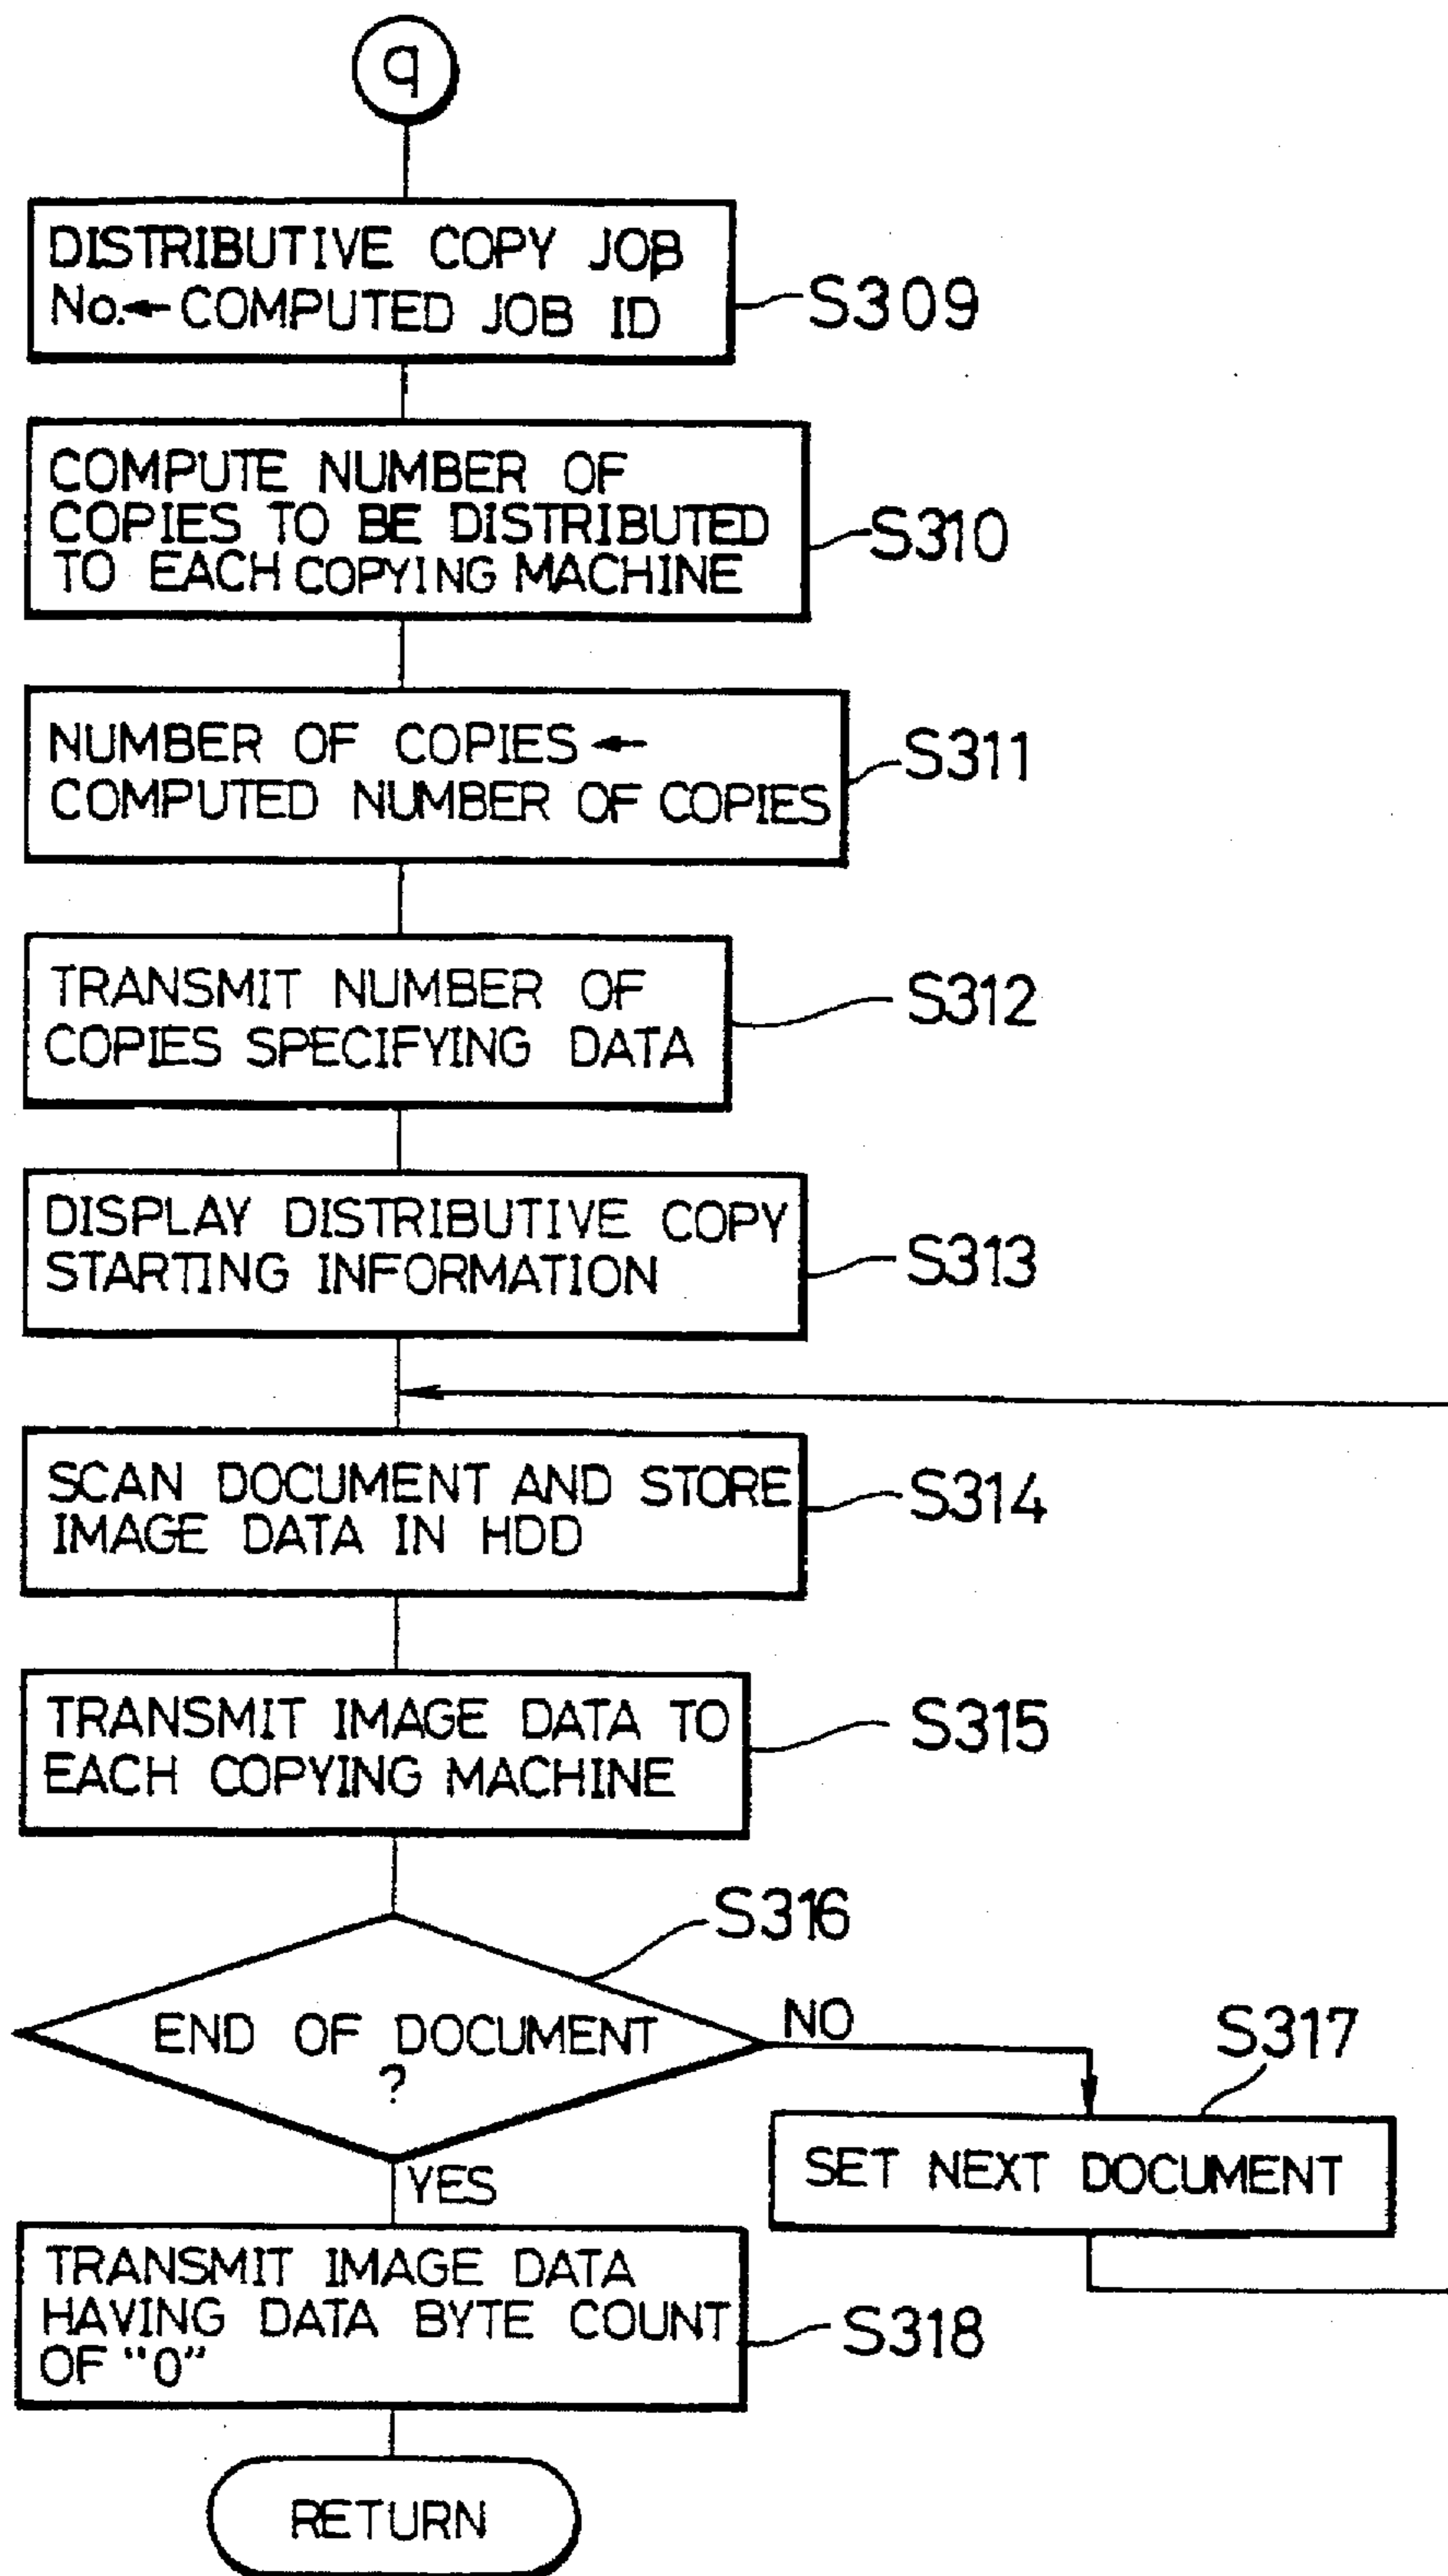 q
DISTRIBUTIVE COPY JOB
No.← COMPUTED JOB ID
S309
COMPUTE NUMBER OF
COPIES TO BE DISTRIBUTED
TO EACH COPYING MACHINE
S310
NUMBER OF COPIES ←
COMPUTED NUMBER OF COPIES
S311
TRANSMIT NUMBER OF
COPIES SPECIFYING DATA
S312
DISPLAY DISTRIBUTIVE COPY
STARTING INFORMATION
S313
SCAN DOCUMENT AND STORE
IMAGE DATA IN HDD
S314
TRANSMIT IMAGE DATA TO
EACH COPYING MACHINE
S315
S316
END OF DOCUMENT
?
NO
S317
SET NEXT DOCUMENT
YES
TRANSMIT IMAGE DATA
HAVING DATA BYTE COUNT
OF "0"
S318
RETURN